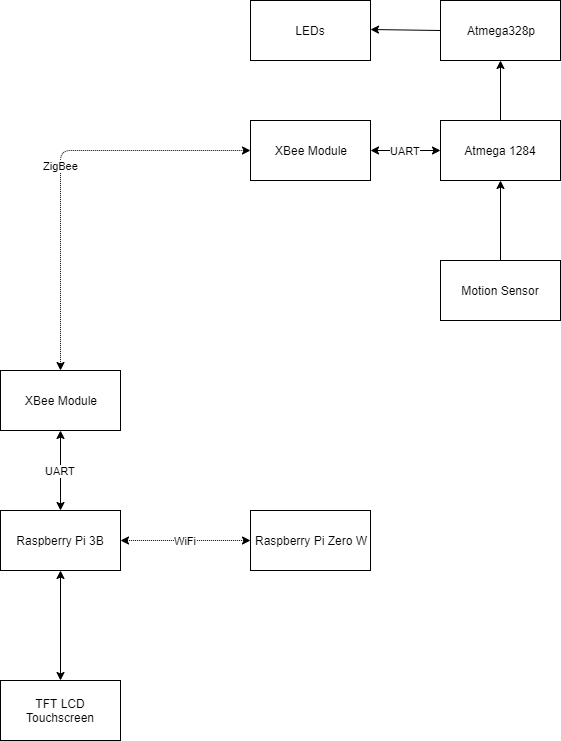 LEDs
Atmega328p
XBee Module
UART
Atmega 1284
ZigBee
Motion Sensor
XBee Module
UART
Raspberry Pi 3B
WiFi
Raspberry Pi Zero W
TFT LCD
Touchscreen